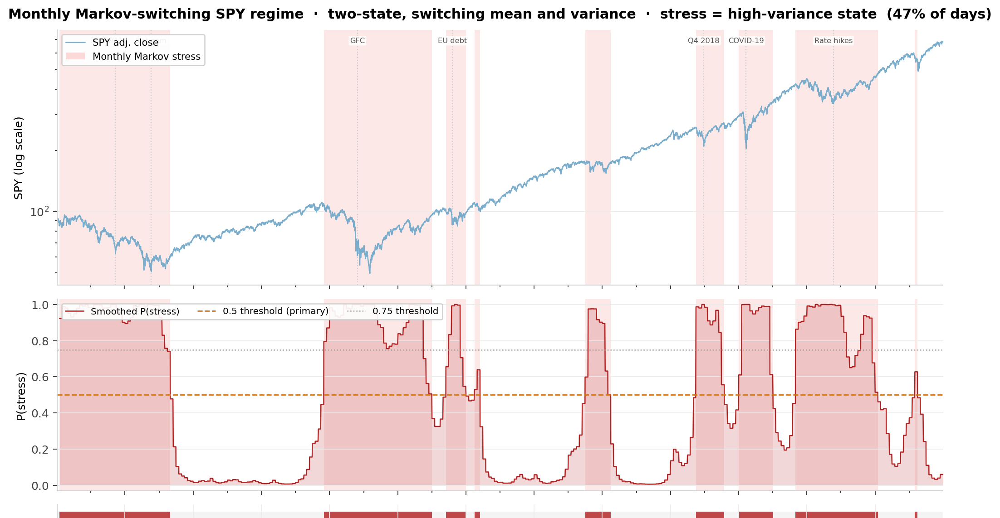 Monthly Markov-switching SPY regime · two-state, switching mean and variance · stress = high-variance state (47% of days)
SPY adj. close
Monthly Markov stress
GFC
EU debt
Q4 2018
COVID-19
Rate hikes
SPY (log scale)
10²
Smoothed P(stress)
0.5 threshold (primary)
0.75 threshold
P(stress)
1.0
0.8
0.6
0.4
0.2
0.0